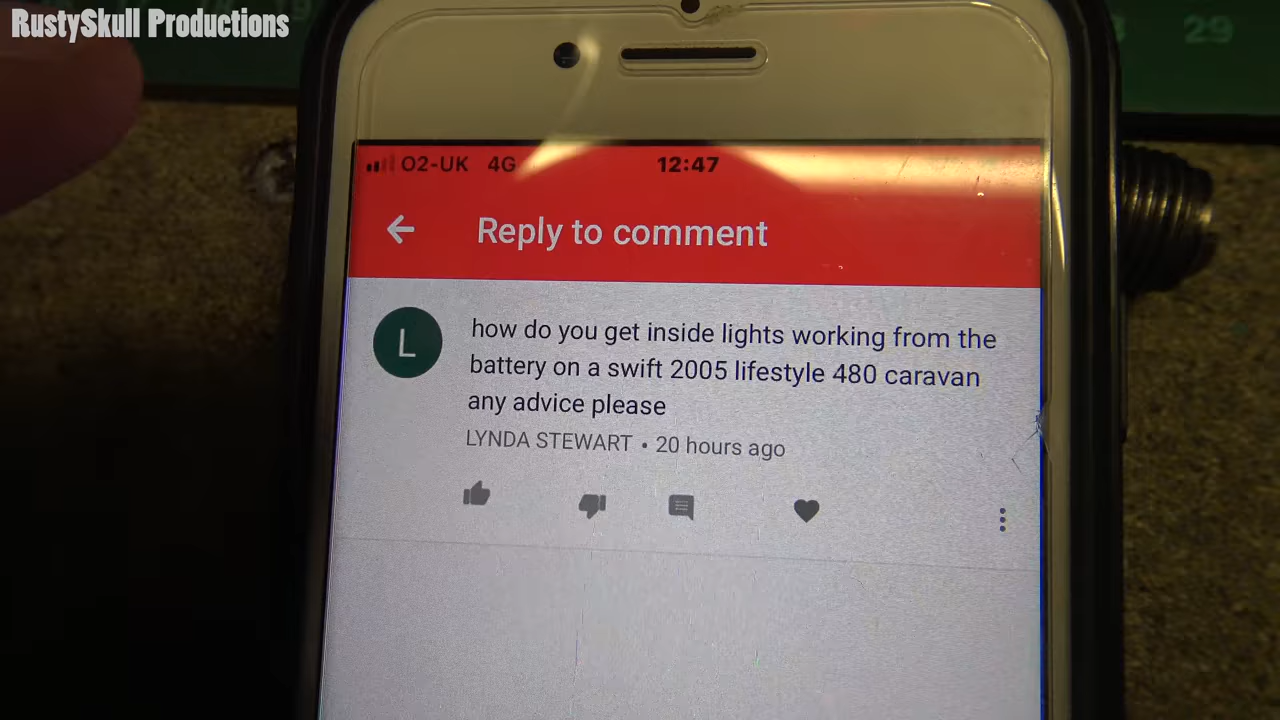 RustySkull Productions
29
O2-UK 4G 12:47
Reply to comment
L
how do you get inside lights working from the
battery on a swift 2005 lifestyle 480 caravan
any advice please
LYNDA STEWART • 20 hours ago